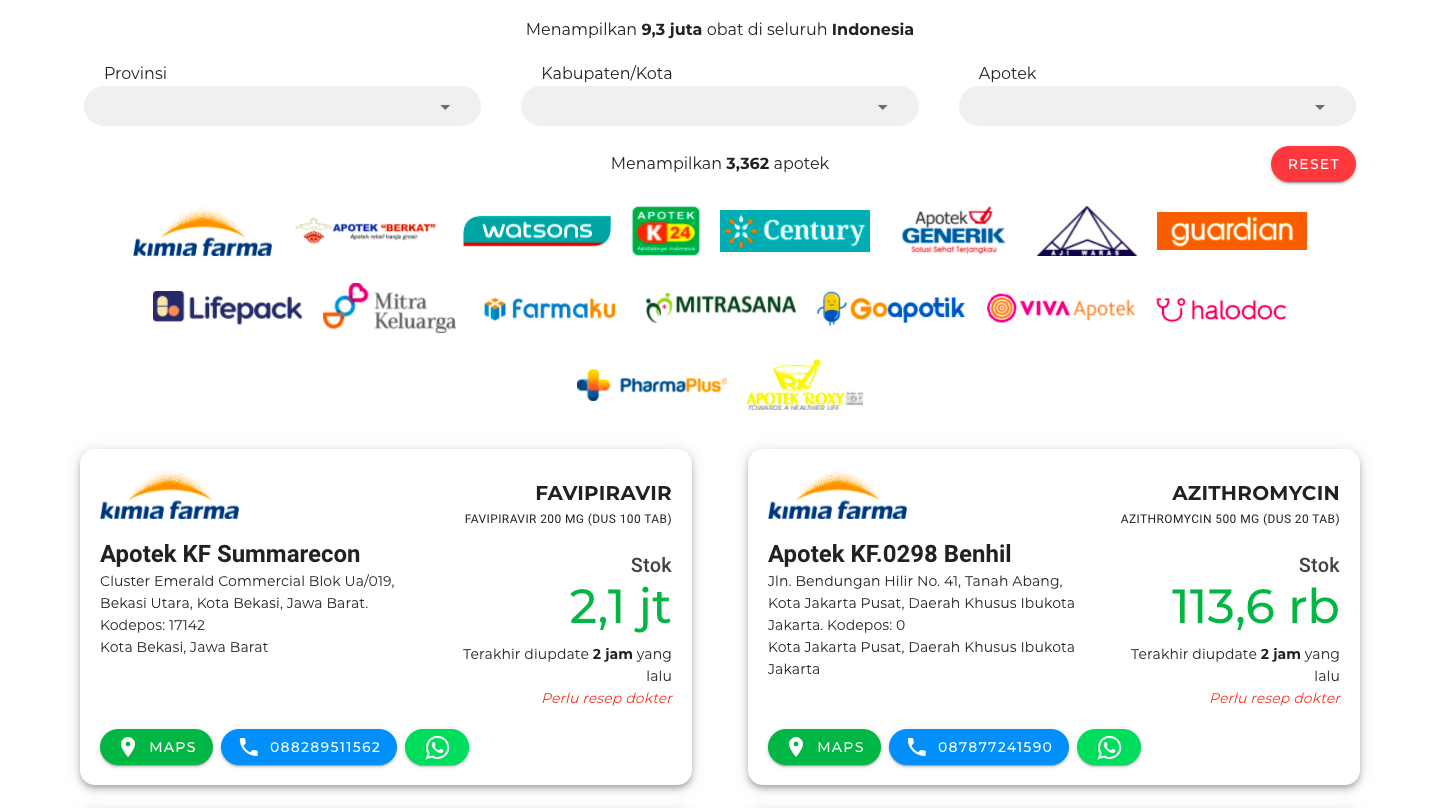 Menampilkan 9,3 juta obat di seluruh Indonesia
Provinsi
Kabupaten/Kota
Apotek
Menampilkan 3,362 apotek
RESET
kimia farma
APOTEK "BERKAT"
Apotek retail harga grosir
watsons
APOTEK
K 24
Century
Apotek
GENERIK
Solusi Sehat Terjangkau
AJI WARAS
guardian
Lifepack
Mitra
Keluarga
Farmaku
MITRASANA
Goapotik
VIVA Apotek
halodoc
PharmaPlus
APOTEK ROXY
TOWARDS A HEALTHIER LIFE
kimia farma
FAVIPIRAVIR
FAVIPIRAVIR 200 MG (DUS 100 TAB)
Apotek KF Summarecon
Cluster Emerald Commercial Blok Ua/019,
Bekasi Utara, Kota Bekasi, Jawa Barat.
Kodepos: 17142
Kota Bekasi, Jawa Barat
Stok
2,1 jt
Terakhir diupdate 2 jam yang
lalu
Perlu resep dokter
MAPS
088289511562
kimia farma
AZITHROMYCIN
AZITHROMYCIN 500 MG (DUS 20 TAB)
Apotek KF.0298 Benhil
Jln. Bendungan Hilir No. 41, Tanah Abang,
Kota Jakarta Pusat, Daerah Khusus Ibukota
Jakarta. Kodepos: 0
Kota Jakarta Pusat, Daerah Khusus Ibukota
Jakarta
Stok
113,6 rb
Terakhir diupdate 2 jam yang
lalu
Perlu resep dokter
MAPS
087877241590